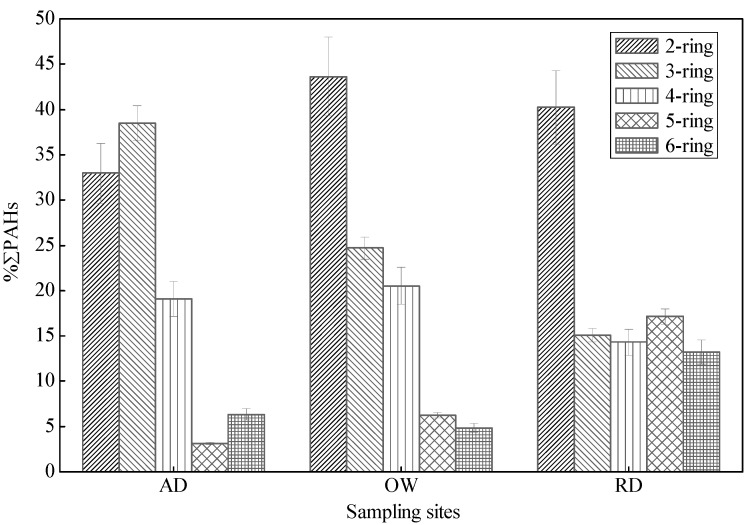 50
45
40
35
30
25
20
15
10
5
0
%∑PAHs
2-ring
3-ring
4-ring
5-ring
6-ring
AD
OW
RD
Sampling sites